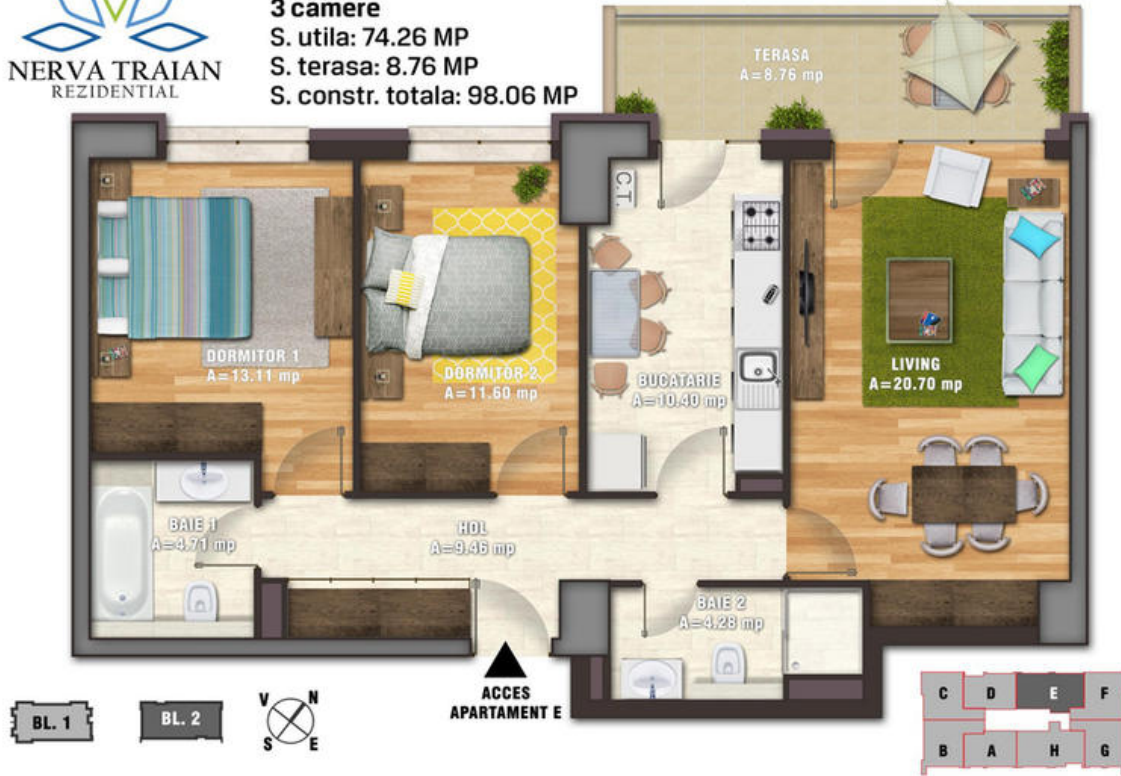 NERVA TRAIAN
REZIDENTIAL
3 camere
S. utila: 74.26 MP
S. terasa: 8.76 MP
S. constr. totala: 98.06 MP
TERASA
A=8.76 mp
C.T.
DORMITOR 1
A=13.11 mp
DORMITOR 2
A=11.60 mp
BUCATARIE
A=10.40 mp
LIVING
A=20.70 mp
BAIE 1
A=4.71 mp
HOL
A=9.46 mp
BAIE 2
A=4.28 mp
ACCES
APARTAMENT E
BL. 1
BL. 2
V N
S E
C D E F
B A H G